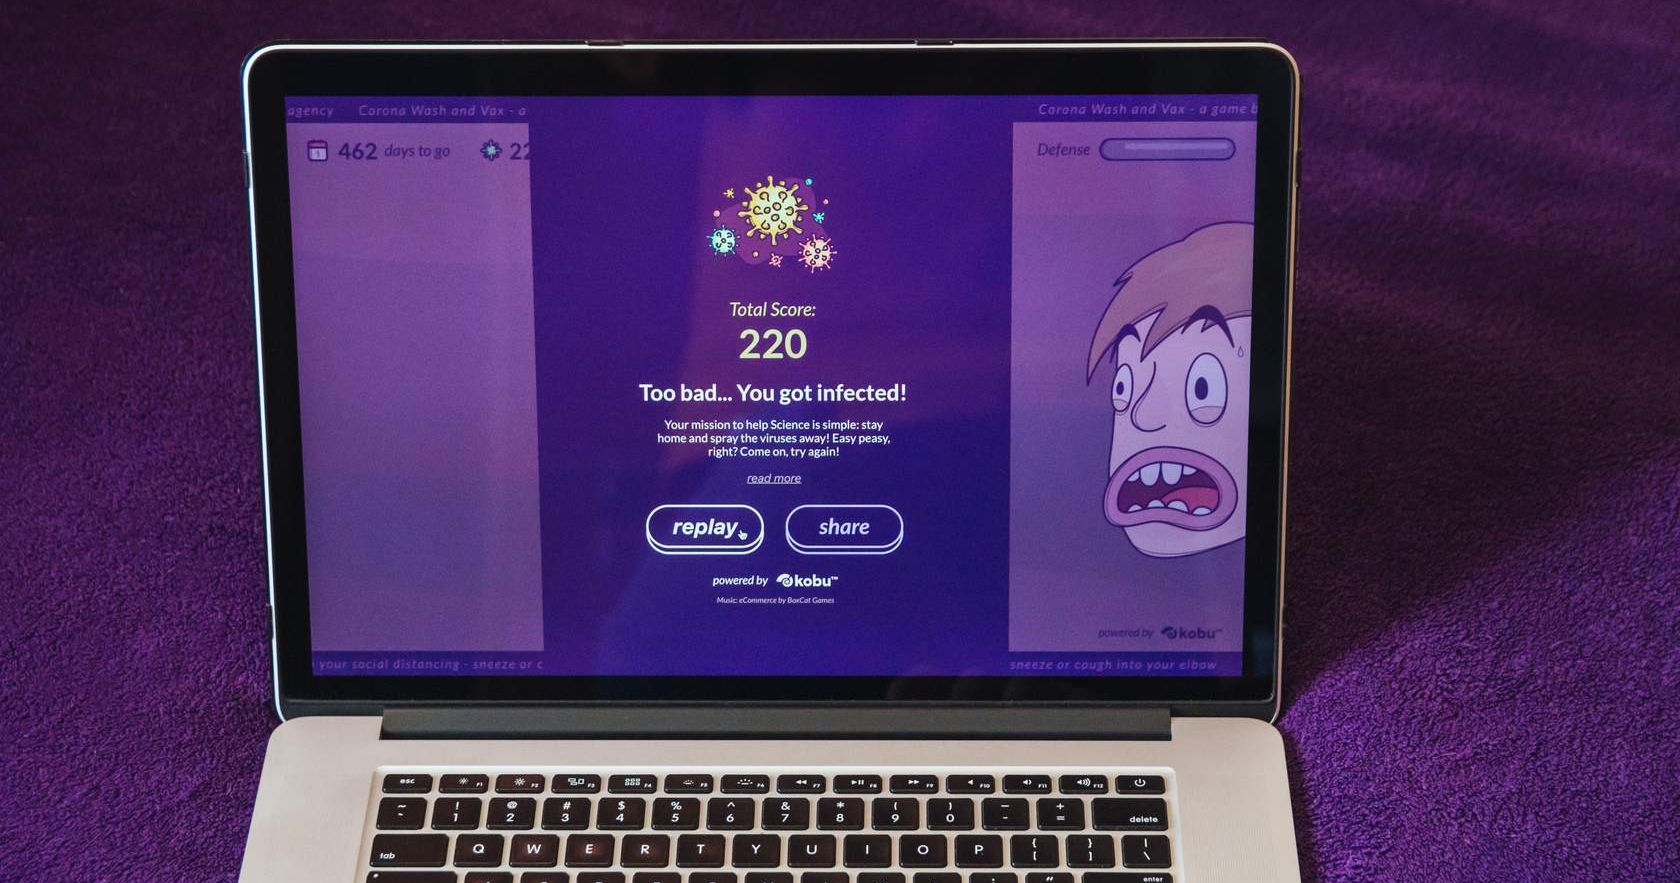 agency Corona Wash and Vax - a
Corona Wash and Vax - a game b
462 days to go
22
Defense
Total Score:
220
Too bad... You got infected!
Your mission to help Science is simple: stay
home and spray the viruses away! Easy peasy,
right? Come on, try again!
read more
replay
share
powered by kobu™
Music: eCommerce by BoxCat Games
powered by kobu™
your social distancing - sneeze or c
sneeze or cough into your elbow
esc F1 F2 F3 F4 F5 F6 F7 F8 F9 F10 F11 F12
~ ! @ # $ % ^ & * ( ) _ +
` 1 2 3 4 5 6 7 8 9 0 - = delete
tab Q W E R T Y U I O P { [ } ] | \
enter